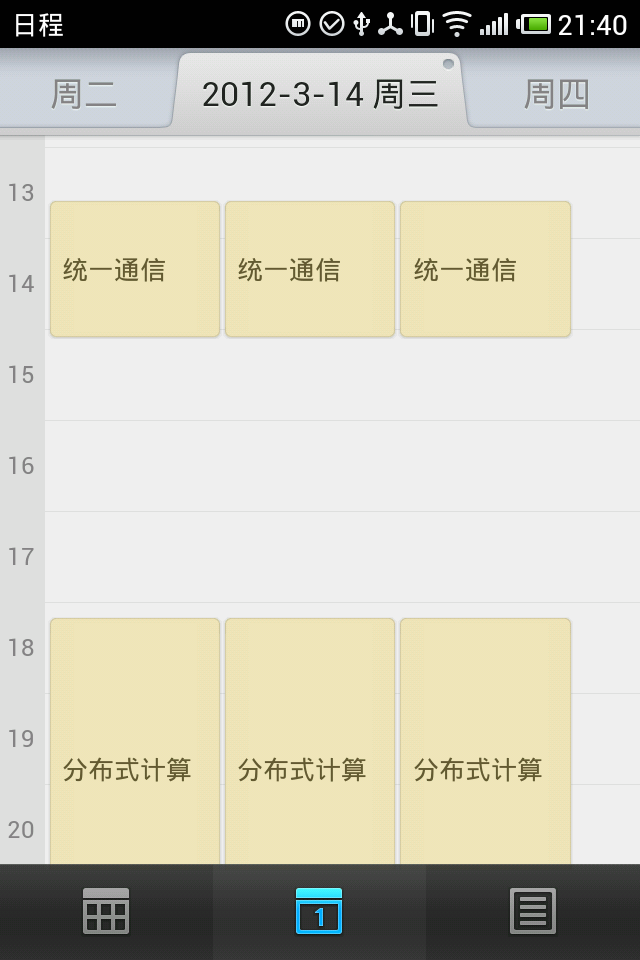 日程 21:40
周二 2012-3-14 周三 周四
13
统一通信 统一通信 统一通信
14
15
16
17
18
19
分布式计算 分布式计算 分布式计算
20
1